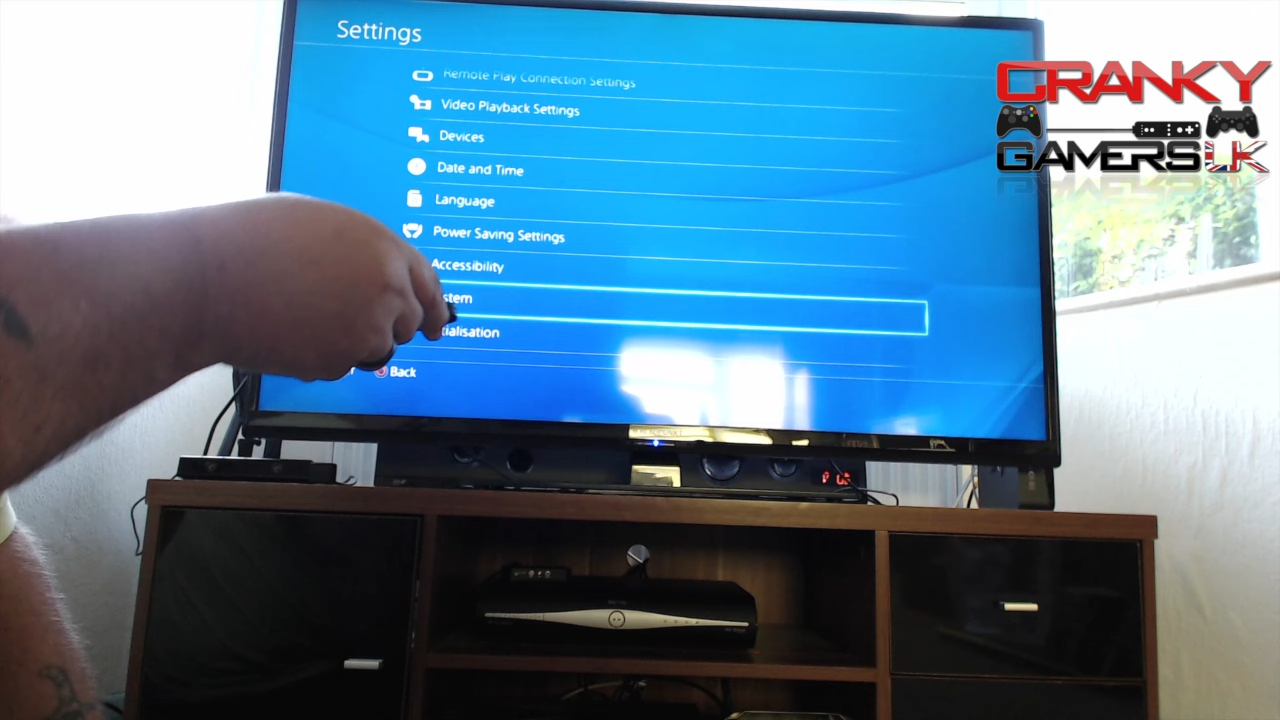 Settings
Remote Play Connection Settings
Video Playback Settings
Devices
Date and Time
Language
Power Saving Settings
Accessibility
stem
ialisation
Back
CRANKY
GAMERS UK